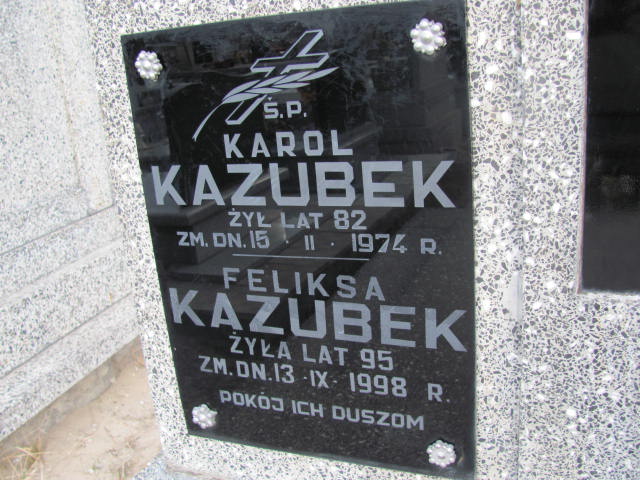 Ś.P.
KAROL
KAZUBEK
ŻYŁ LAT 82
ZM. DN. 15 · II · 1974 R.
FELIKSA
KAZUBEK
ŻYŁA LAT 95
ZM. DN. 13 · IX · 1998 R.
POKÓJ ICH DUSZOM